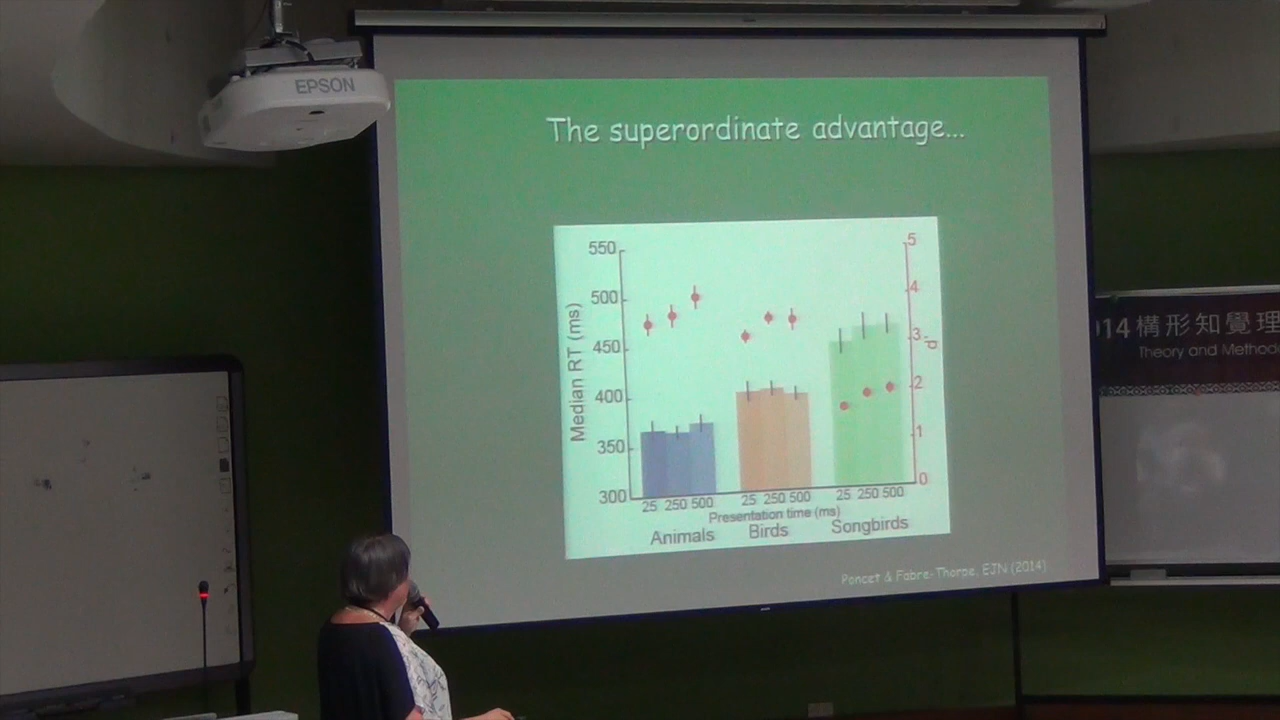 EPSON
The superordinate advantage...
550
500
450
400
350
300
Median RT (ms)
5
4
3
2
1
0
d'
25 250 500 25 250 500 25 250 500
Presentation time (ms)
Animals Birds Songbirds
Poncet & Fabre-Thorpe, EJN (2014)
014 構形知覺理
Theory and Methodo